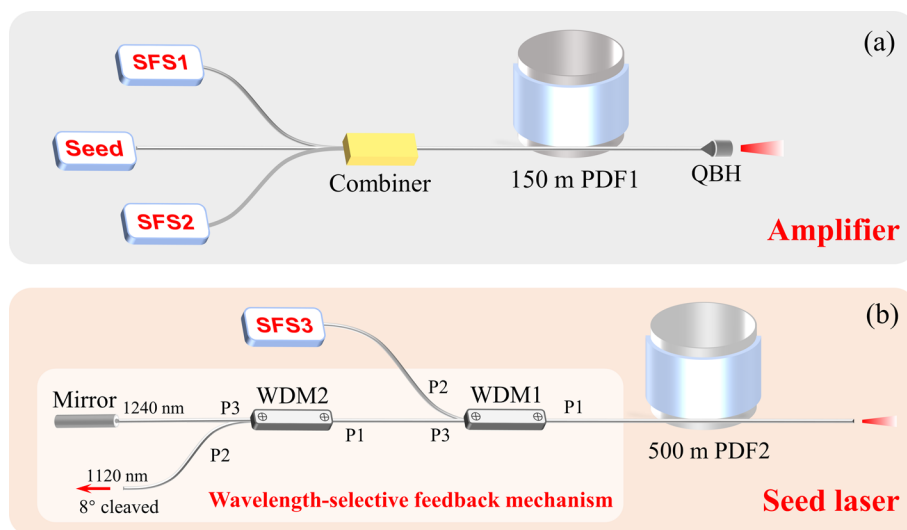 (a)
SFS1
Seed
SFS2
Combiner
150 m PDF1
QBH
Amplifier
(b)
SFS3
Mirror
1240 nm
P3
WDM2
P2
WDM1
P1
P1
P3
P2
500 m PDF2
1120 nm
8° cleaved
Wavelength-selective feedback mechanism
Seed laser